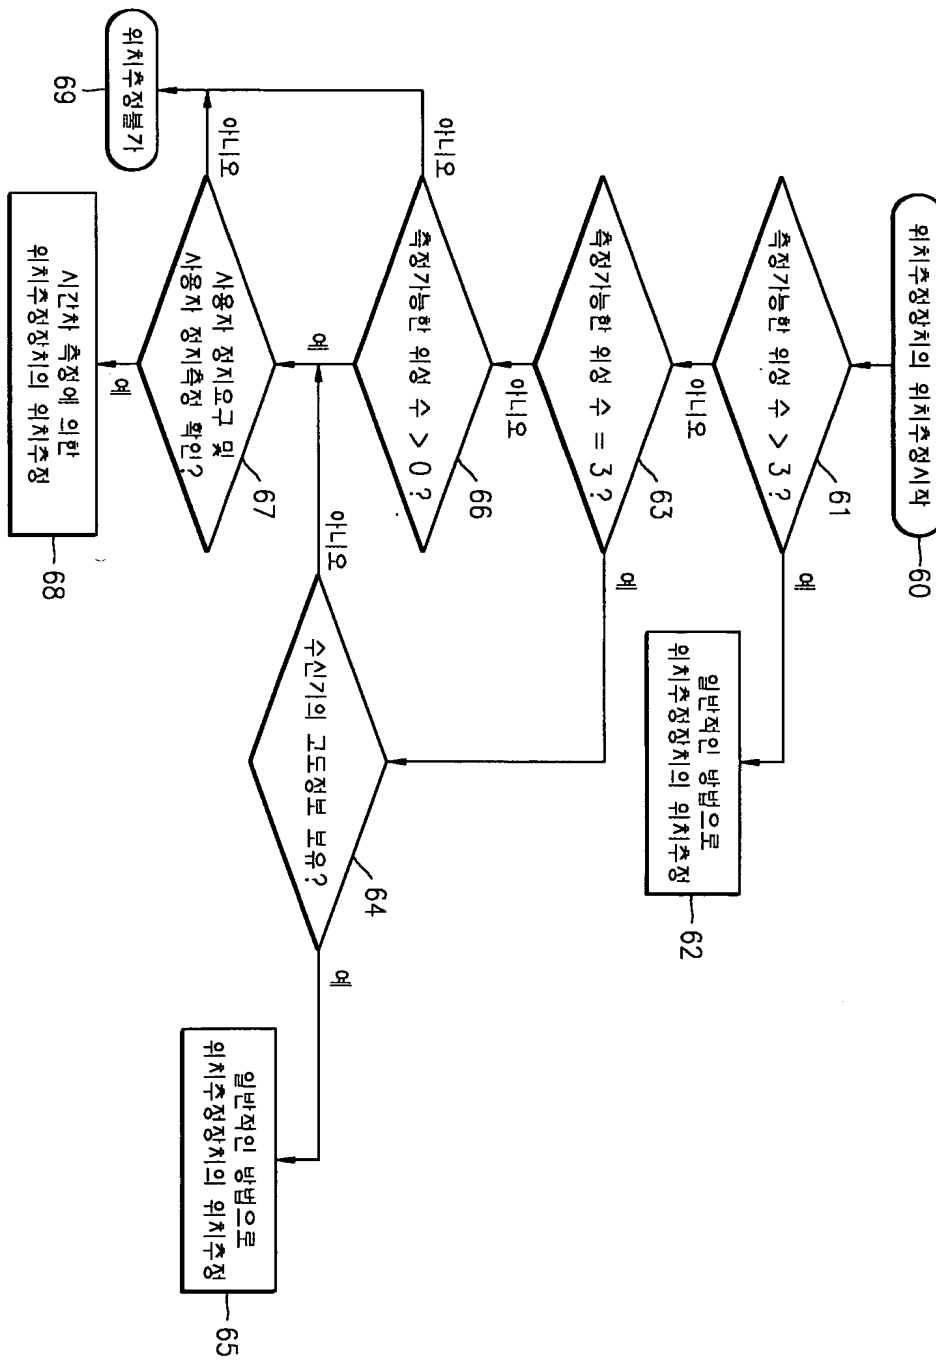 위치추정장치의 위치추정시작
60
측정가능한 위성 수 > 3 ?
61
예
아니오
일반적인 방법으로
위치추정장치의 위치추정
62
측정가능한 위성 수 = 3 ?
63
예
아니오
수신기의 고도정보 보유?
64
예
아니오
일반적인 방법으로
위치추정장치의 위치추정
65
측정가능한 위성 수 > 0 ?
66
아니오
예
사용자 정지요구 및
사용자 정지측정 확인?
67
아니오
예
시간차 측정에 의한
위치추정장치의 위치추정
68
위치추정불가
69